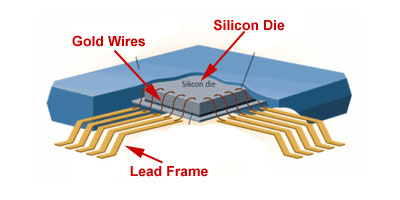 Silicon Die
Gold Wires
Silicon die
Lead Frame